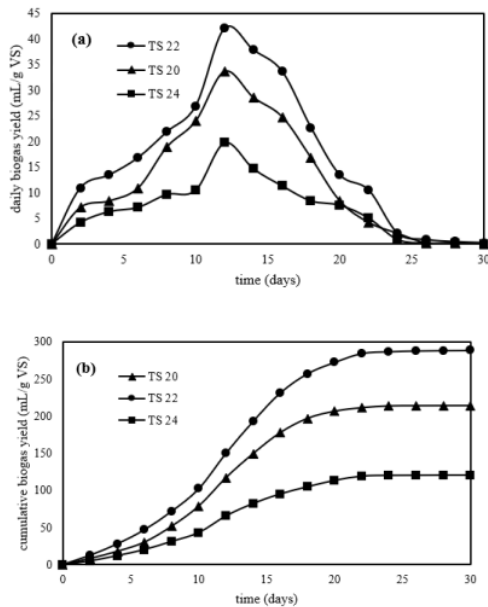 (a)
TS 22
TS 20
TS 24
daily biogas yield (mL/g VS)
45
40
35
30
25
20
15
10
5
0
0 5 10 15 20 25 30
time (days)
(b)
TS 20
TS 22
TS 24
cumulative biogas yield (mL/g VS)
300
250
200
150
100
50
0
0 5 10 15 20 25 30
time (days)